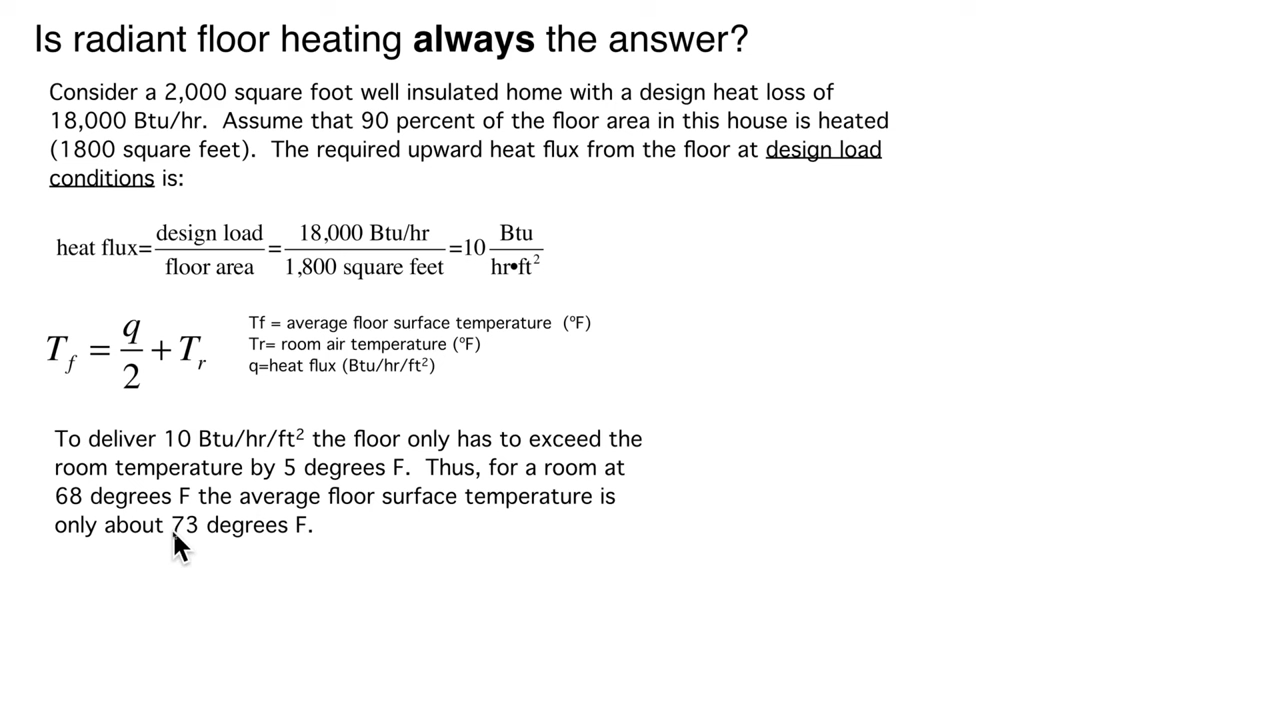 Is radiant floor heating always the answer?
Consider a 2,000 square foot well insulated home with a design heat loss of
18,000 Btu/hr. Assume that 90 percent of the floor area in this house is heated
(1800 square feet). The required upward heat flux from the floor at design load
conditions is:
heat flux= design load / floor area = 18,000 Btu/hr / 1,800 square feet =10 Btu / hr•ft²
T_f = q / 2 + T_r
Tf = average floor surface temperature (ºF)
Tr= room air temperature (ºF)
q=heat flux (Btu/hr/ft²)
To deliver 10 Btu/hr/ft² the floor only has to exceed the
room temperature by 5 degrees F. Thus, for a room at
68 degrees F the average floor surface temperature is
only about 73 degrees F.